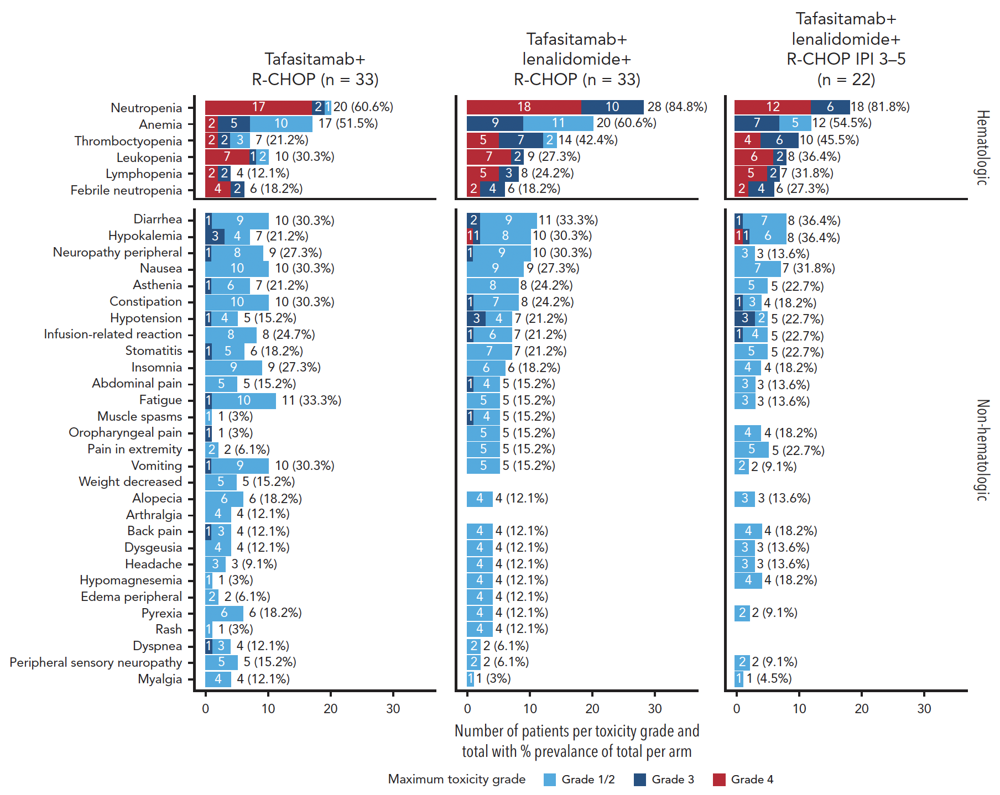 Tafasitamab+
R-CHOP (n = 33)
Tafasitamab+
lenalidomide+
R-CHOP (n = 33)
Tafasitamab+
lenalidomide+
R-CHOP IPI 3–5
(n = 22)
Neutropenia 17 2 1 20 (60.6%) 18 10 28 (84.8%) 12 6 18 (81.8%)
Anemia 2 5 10 17 (51.5%) 9 11 20 (60.6%) 7 5 12 (54.5%)
Thromboctyopenia 2 2 3 7 (21.2%) 5 7 2 14 (42.4%) 4 6 10 (45.5%)
Leukopenia 7 1 2 10 (30.3%) 7 2 9 (27.3%) 6 2 8 (36.4%)
Lymphopenia 2 2 4 (12.1%) 5 3 8 (24.2%) 5 2 7 (31.8%)
Febrile neutropenia 4 2 6 (18.2%) 2 4 6 (18.2%) 2 4 6 (27.3%)
Hematologic
Diarrhea 1 9 10 (30.3%) 2 9 11 (33.3%) 1 7 8 (36.4%)
Hypokalemia 3 4 7 (21.2%) 1 1 8 10 (30.3%) 1 1 6 8 (36.4%)
Neuropathy peripheral 1 8 9 (27.3%) 1 9 10 (30.3%) 3 3 (13.6%)
Nausea 10 10 (30.3%) 9 9 (27.3%) 7 7 (31.8%)
Asthenia 1 6 7 (21.2%) 8 8 (24.2%) 5 5 (22.7%)
Constipation 10 10 (30.3%) 1 7 8 (24.2%) 1 3 4 (18.2%)
Hypotension 1 4 5 (15.2%) 3 4 7 (21.2%) 3 2 5 (22.7%)
Infusion-related reaction 8 8 (24.7%) 1 6 7 (21.2%) 1 4 5 (22.7%)
Stomatitis 1 5 6 (18.2%) 7 7 (21.2%) 5 5 (22.7%)
Insomnia 9 9 (27.3%) 6 6 (18.2%) 4 4 (18.2%)
Abdominal pain 5 5 (15.2%) 1 4 5 (15.2%) 3 3 (13.6%)
Fatigue 1 10 11 (33.3%) 5 5 (15.2%) 3 3 (13.6%)
Muscle spasms 1 1 (3%) 1 4 5 (15.2%)
Oropharyngeal pain 1 1 (3%) 5 5 (15.2%) 4 4 (18.2%)
Pain in extremity 2 2 (6.1%) 5 5 (15.2%) 5 5 (22.7%)
Vomiting 1 9 10 (30.3%) 5 5 (15.2%) 2 2 (9.1%)
Weight decreased 5 5 (15.2%)
Alopecia 6 6 (18.2%) 4 4 (12.1%) 3 3 (13.6%)
Arthralgia 4 4 (12.1%)
Back pain 1 3 4 (12.1%) 4 4 (12.1%) 4 4 (18.2%)
Dysgeusia 4 4 (12.1%) 4 4 (12.1%) 3 3 (13.6%)
Headache 3 3 (9.1%) 4 4 (12.1%) 3 3 (13.6%)
Hypomagnesemia 1 1 (3%) 4 4 (12.1%) 4 4 (18.2%)
Edema peripheral 2 2 (6.1%) 4 4 (12.1%)
Pyrexia 6 6 (18.2%) 4 4 (12.1%) 2 2 (9.1%)
Rash 1 1 (3%) 4 4 (12.1%)
Dyspnea 1 3 4 (12.1%) 2 2 (6.1%)
Peripheral sensory neuropathy 5 5 (15.2%) 2 2 (6.1%) 2 2 (9.1%)
Myalgia 4 4 (12.1%) 1 1 (3%) 1 1 (4.5%)
Non-hematologic
0 10 20 30 0 10 20 30 0 10 20 30
Number of patients per toxicity grade and
total with % prevalance of total per arm
Maximum toxicity grade Grade 1/2 Grade 3 Grade 4